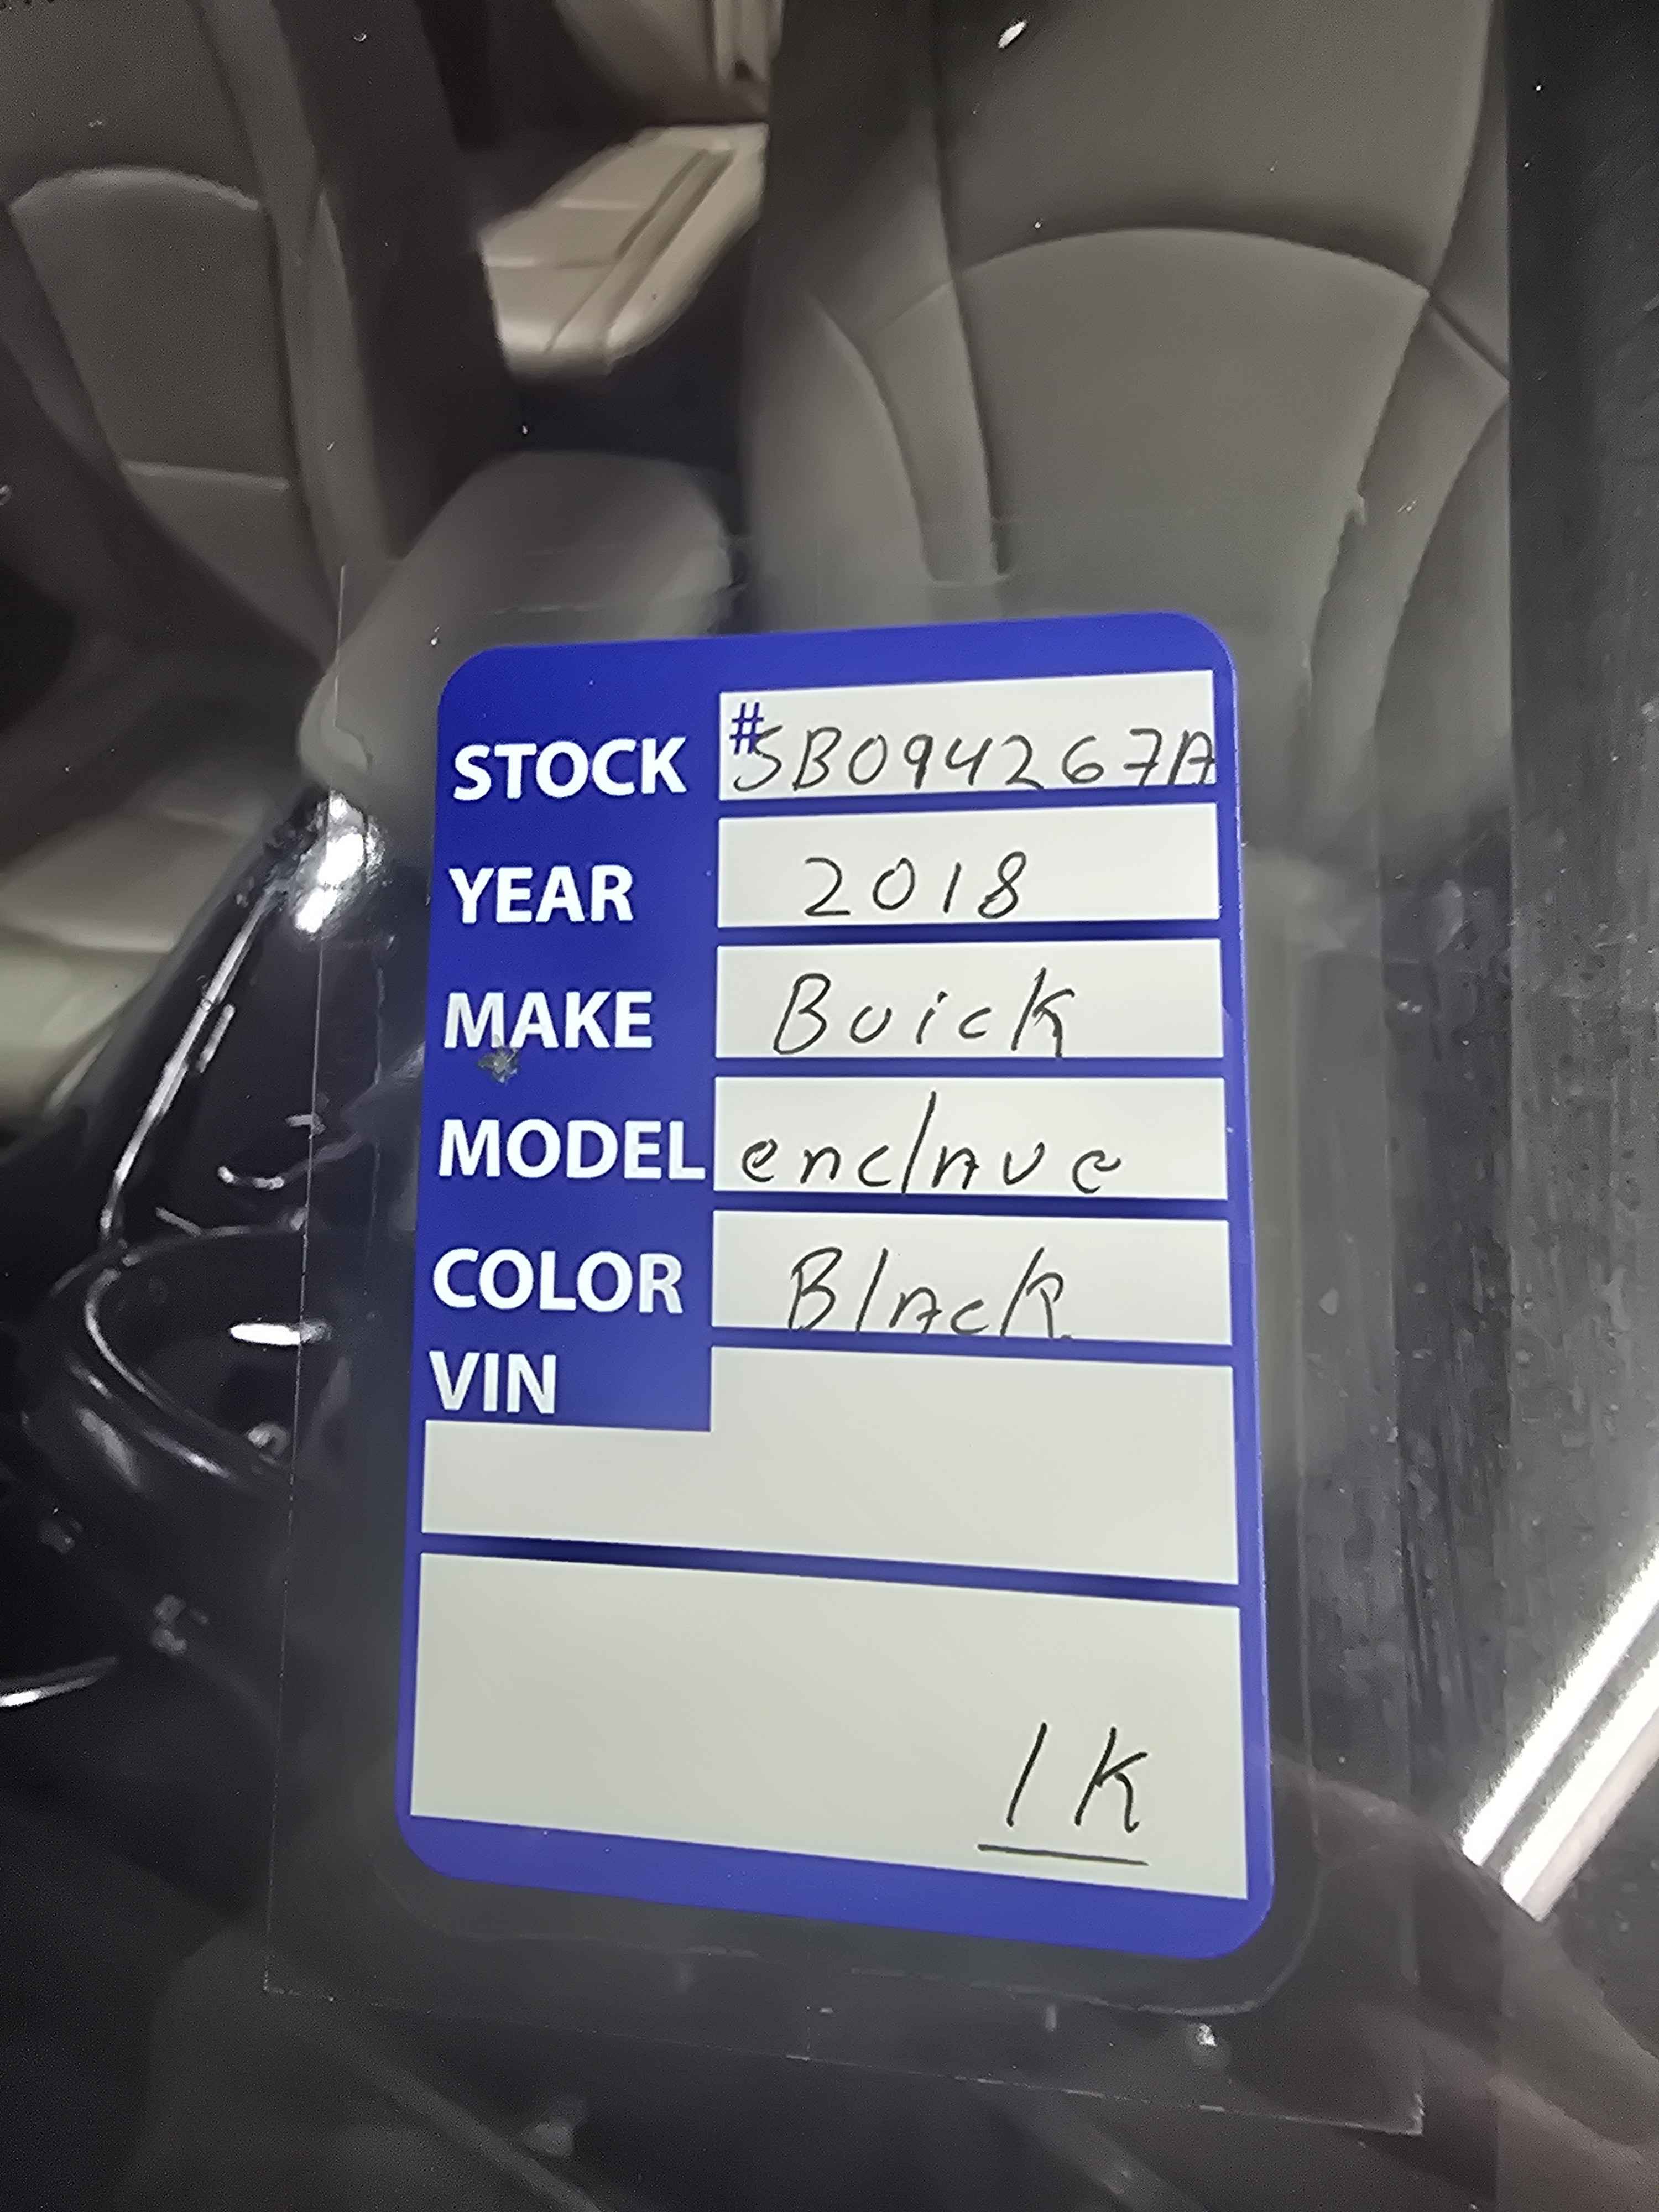 STOCK #5B094267A
YEAR 2018
MAKE Buick
MODEL enclave
COLOR Black
VIN
1K